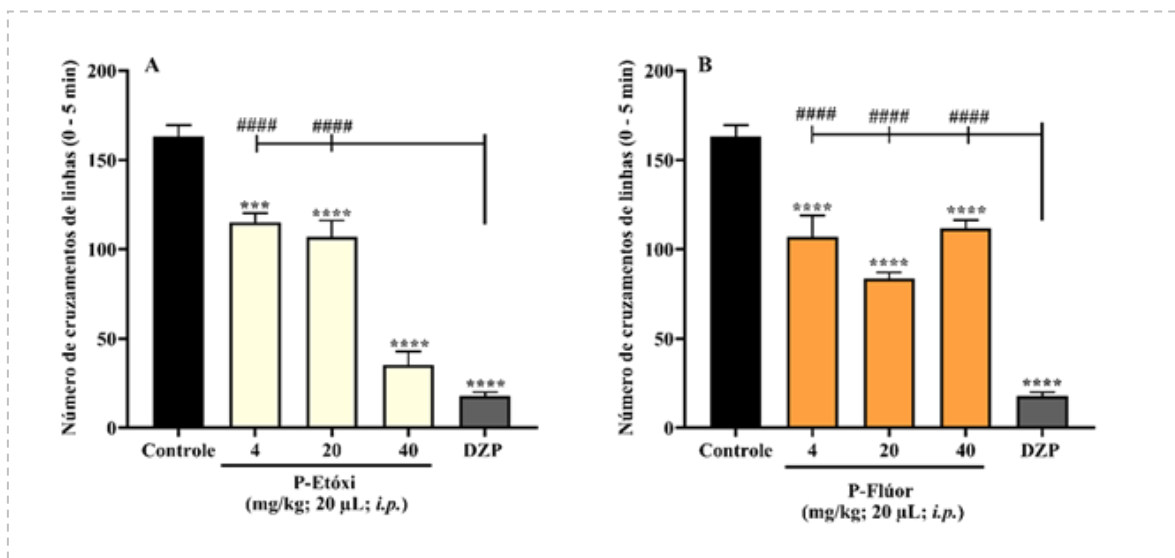 A
Número de cruzamentos de linhas (0 - 5 min)
200
150
100
50
0
####
####
***
****
****
****
Controle
4
20
40
DZP
P-Etóxi
(mg/kg; 20 µL; i.p.)
B
Número de cruzamentos de linhas (0 - 5 min)
200
150
100
50
0
####
####
####
****
****
****
****
Controle
4
20
40
DZP
P-Flúor
(mg/kg; 20 µL; i.p.)